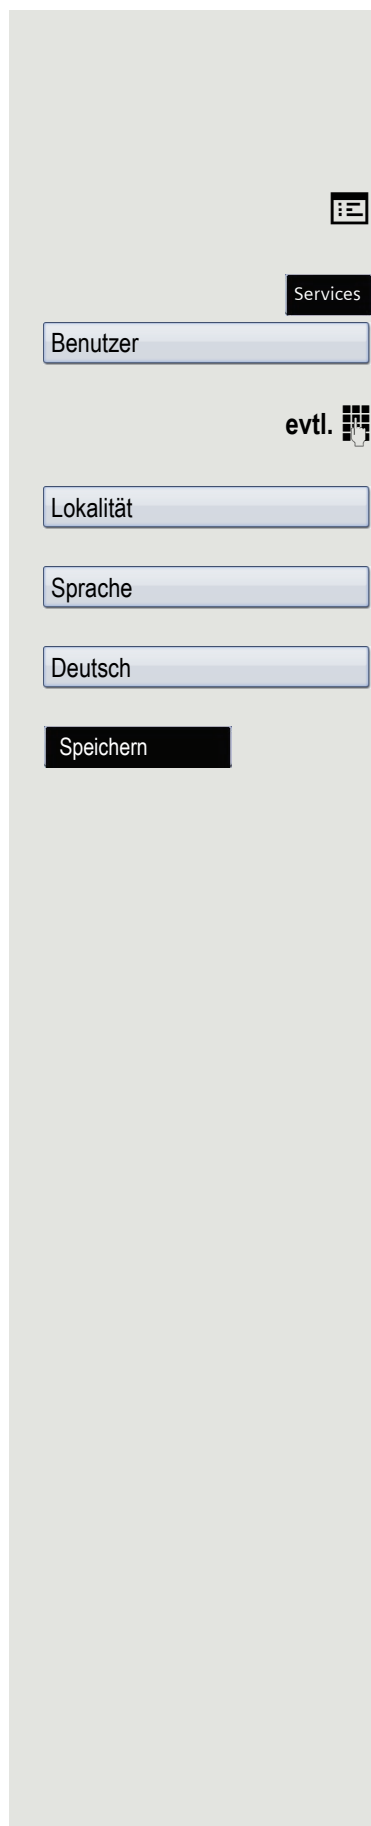 Services
Benutzer
evtl.
Lokalität
Sprache
Deutsch
Speichern